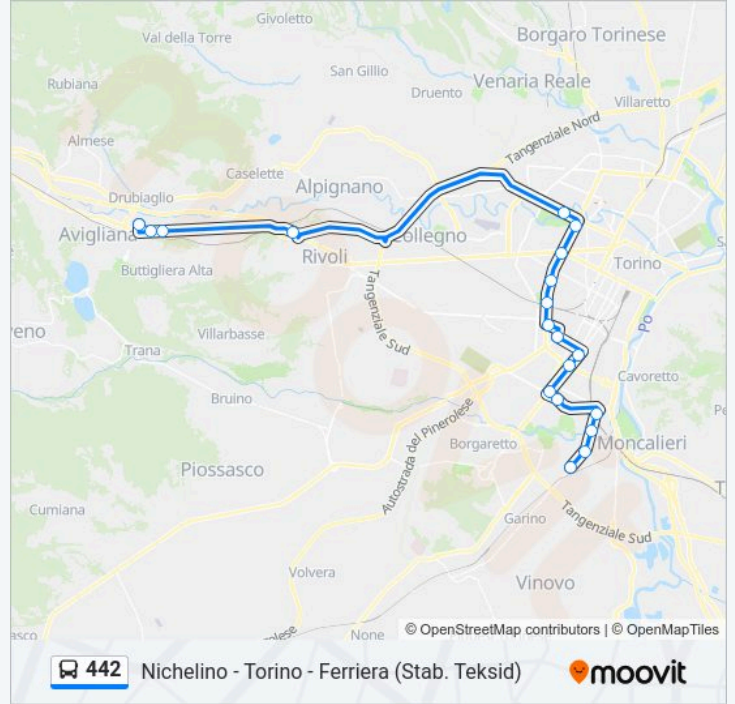 Givoletto
Val della Torre
Borgaro Torinese
San Gillio
Venaria Reale
Rubiana
Druento
Villaretto
Tangenziale Nord
Almese
Caselette
Alpignano
Drubiaglio
Avigliana
Collegno
Rivoli
Torino
Buttigliera Alta
Po
Tangenziale Sud
Villarbasse
Trana
Cavoretto
Bruino
Autostrada del Pinerolese
Borgaretto
Moncalieri
Piossasco
Cumiana
Garino
Tangenziale Sud
Volvera
Vinovo
None
© OpenStreetMap contributors | © OpenMapTiles
442 Nichelino - Torino - Ferriera (Stab. Teksid)
moovit